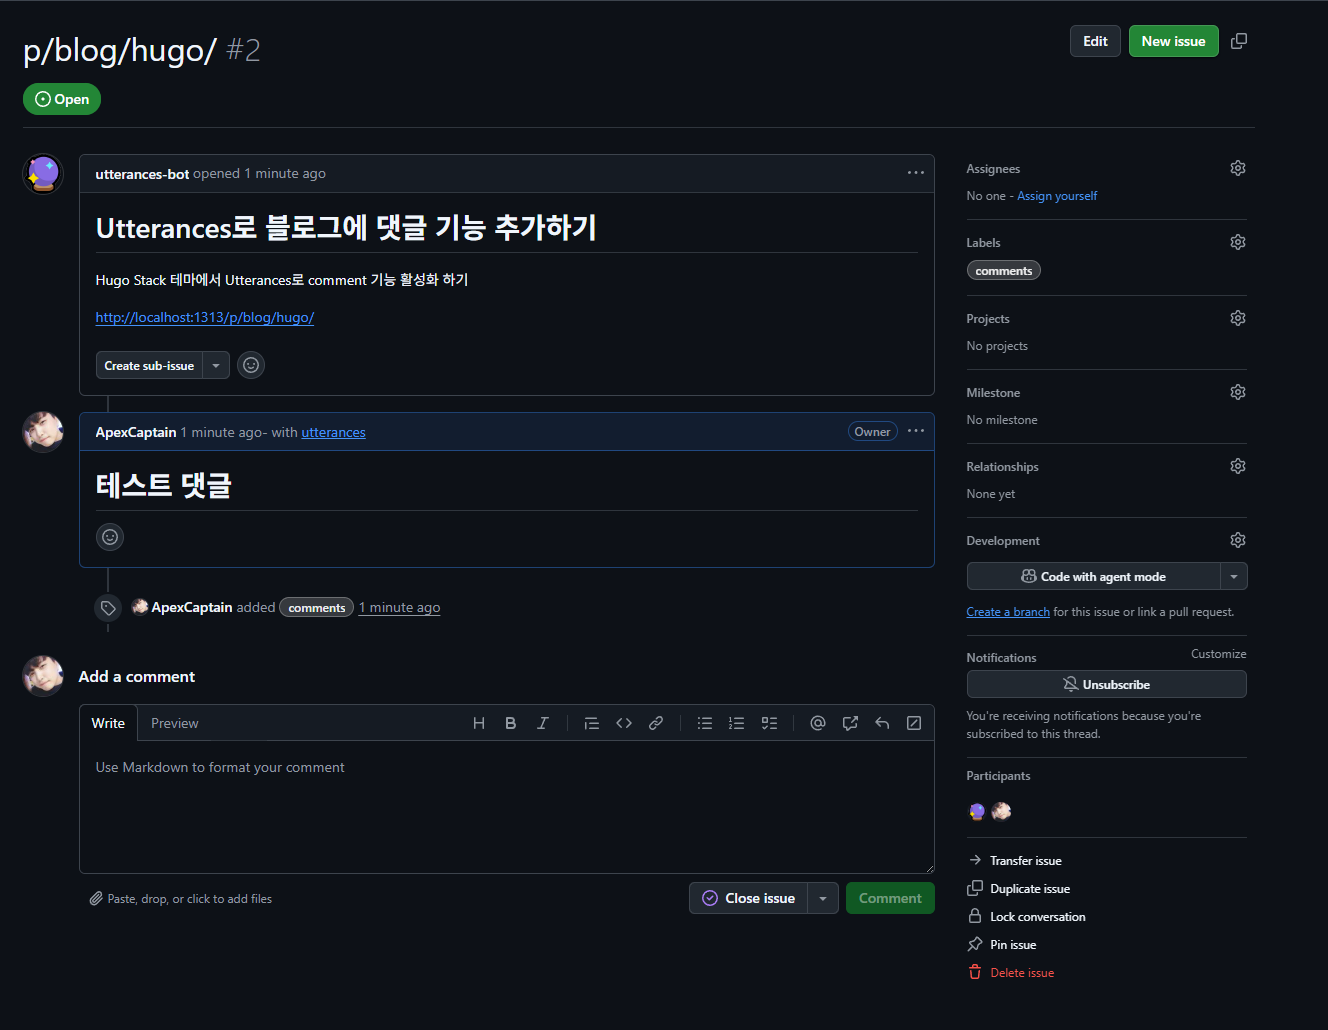 p/blog/hugo/ #2
Edit
New issue
Open
utterances-bot opened 1 minute ago
Utterances로 블로그에 댓글 기능 추가하기
Hugo Stack 테마에서 Utterances로 comment 기능 활성화 하기
http://localhost:1313/p/blog/hugo/
Create sub-issue
ApexCaptain 1 minute ago- with utterances
Owner
테스트 댓글
ApexCaptain added comments 1 minute ago
Add a comment
Write
Preview
Use Markdown to format your comment
Paste, drop, or click to add files
Close issue
Comment
Assignees
No one - Assign yourself
Labels
comments
Projects
No projects
Milestone
No milestone
Relationships
None yet
Development
Code with agent mode
Create a branch for this issue or link a pull request.
Notifications
Customize
Unsubscribe
You're receiving notifications because you're
subscribed to this thread.
Participants
Transfer issue
Duplicate issue
Lock conversation
Pin issue
Delete issue